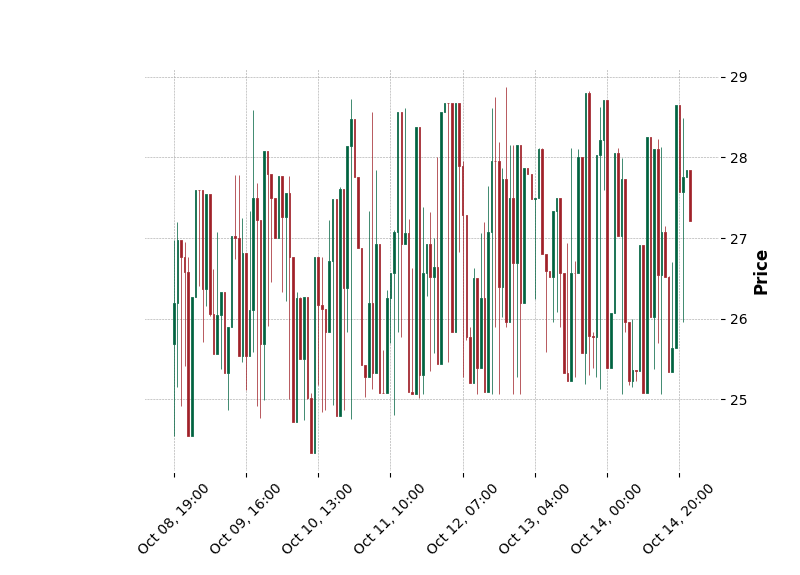 29
28
27
26
25
Price
Oct 08, 19:00
Oct 09, 16:00
Oct 10, 13:00
Oct 11, 10:00
Oct 12, 07:00
Oct 13, 04:00
Oct 14, 00:00
Oct 14, 20:00